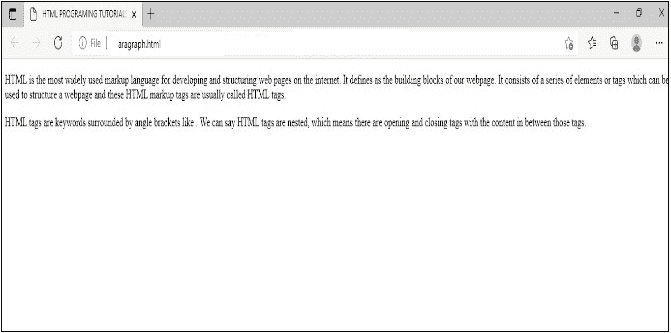 HTML PROGRAMING TUTORIALS
File
aragraph.html
HTML is the most widely used markup language for developing and structuring web pages on the internet. It defines as the building blocks of our webpage. It consists of a series of elements or tags which can be
used to structure a webpage and these HTML markup tags are usually called HTML tags.
HTML tags are keywords surrounded by angle brackets like . We can say HTML tags are nested, which means there are opening and closing tags with the content in between those tags.